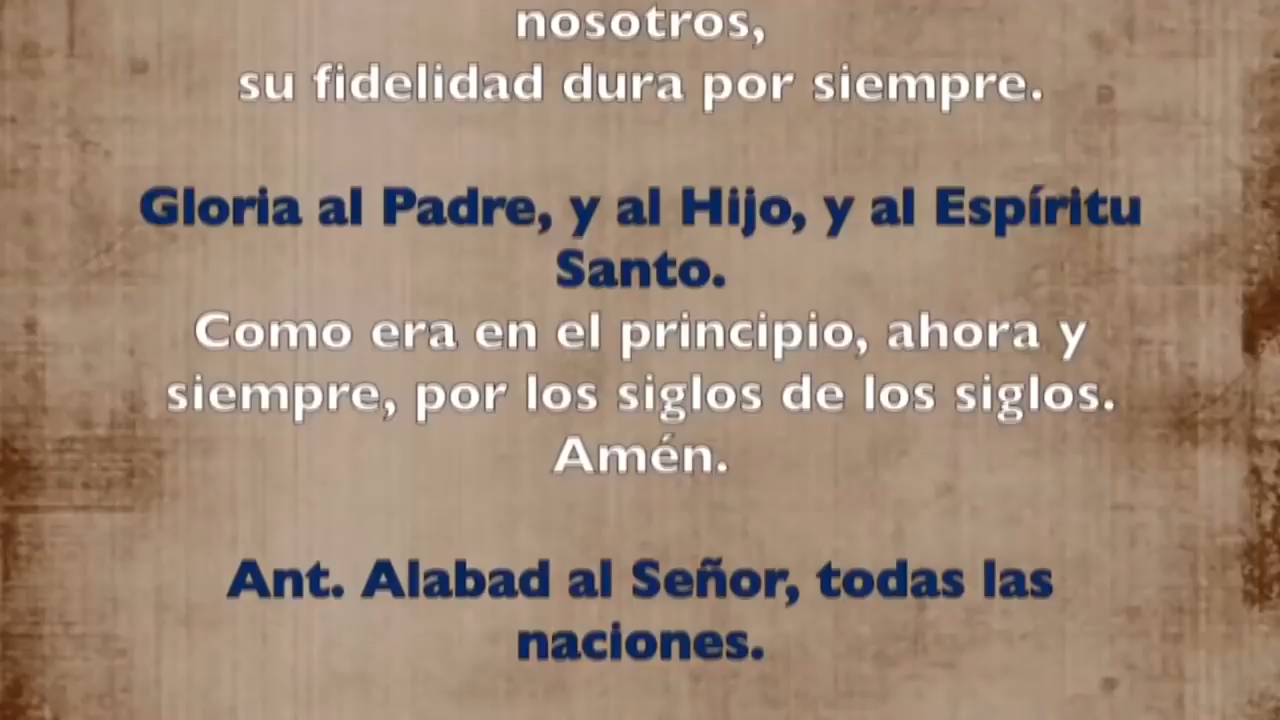 nosotros,
su fidelidad dura por siempre.
Gloria al Padre, y al Hijo, y al Espíritu
Santo.
Como era en el principio, ahora y
siempre, por los siglos de los siglos.
Amén.
Ant. Alabad al Señor, todas las
naciones.